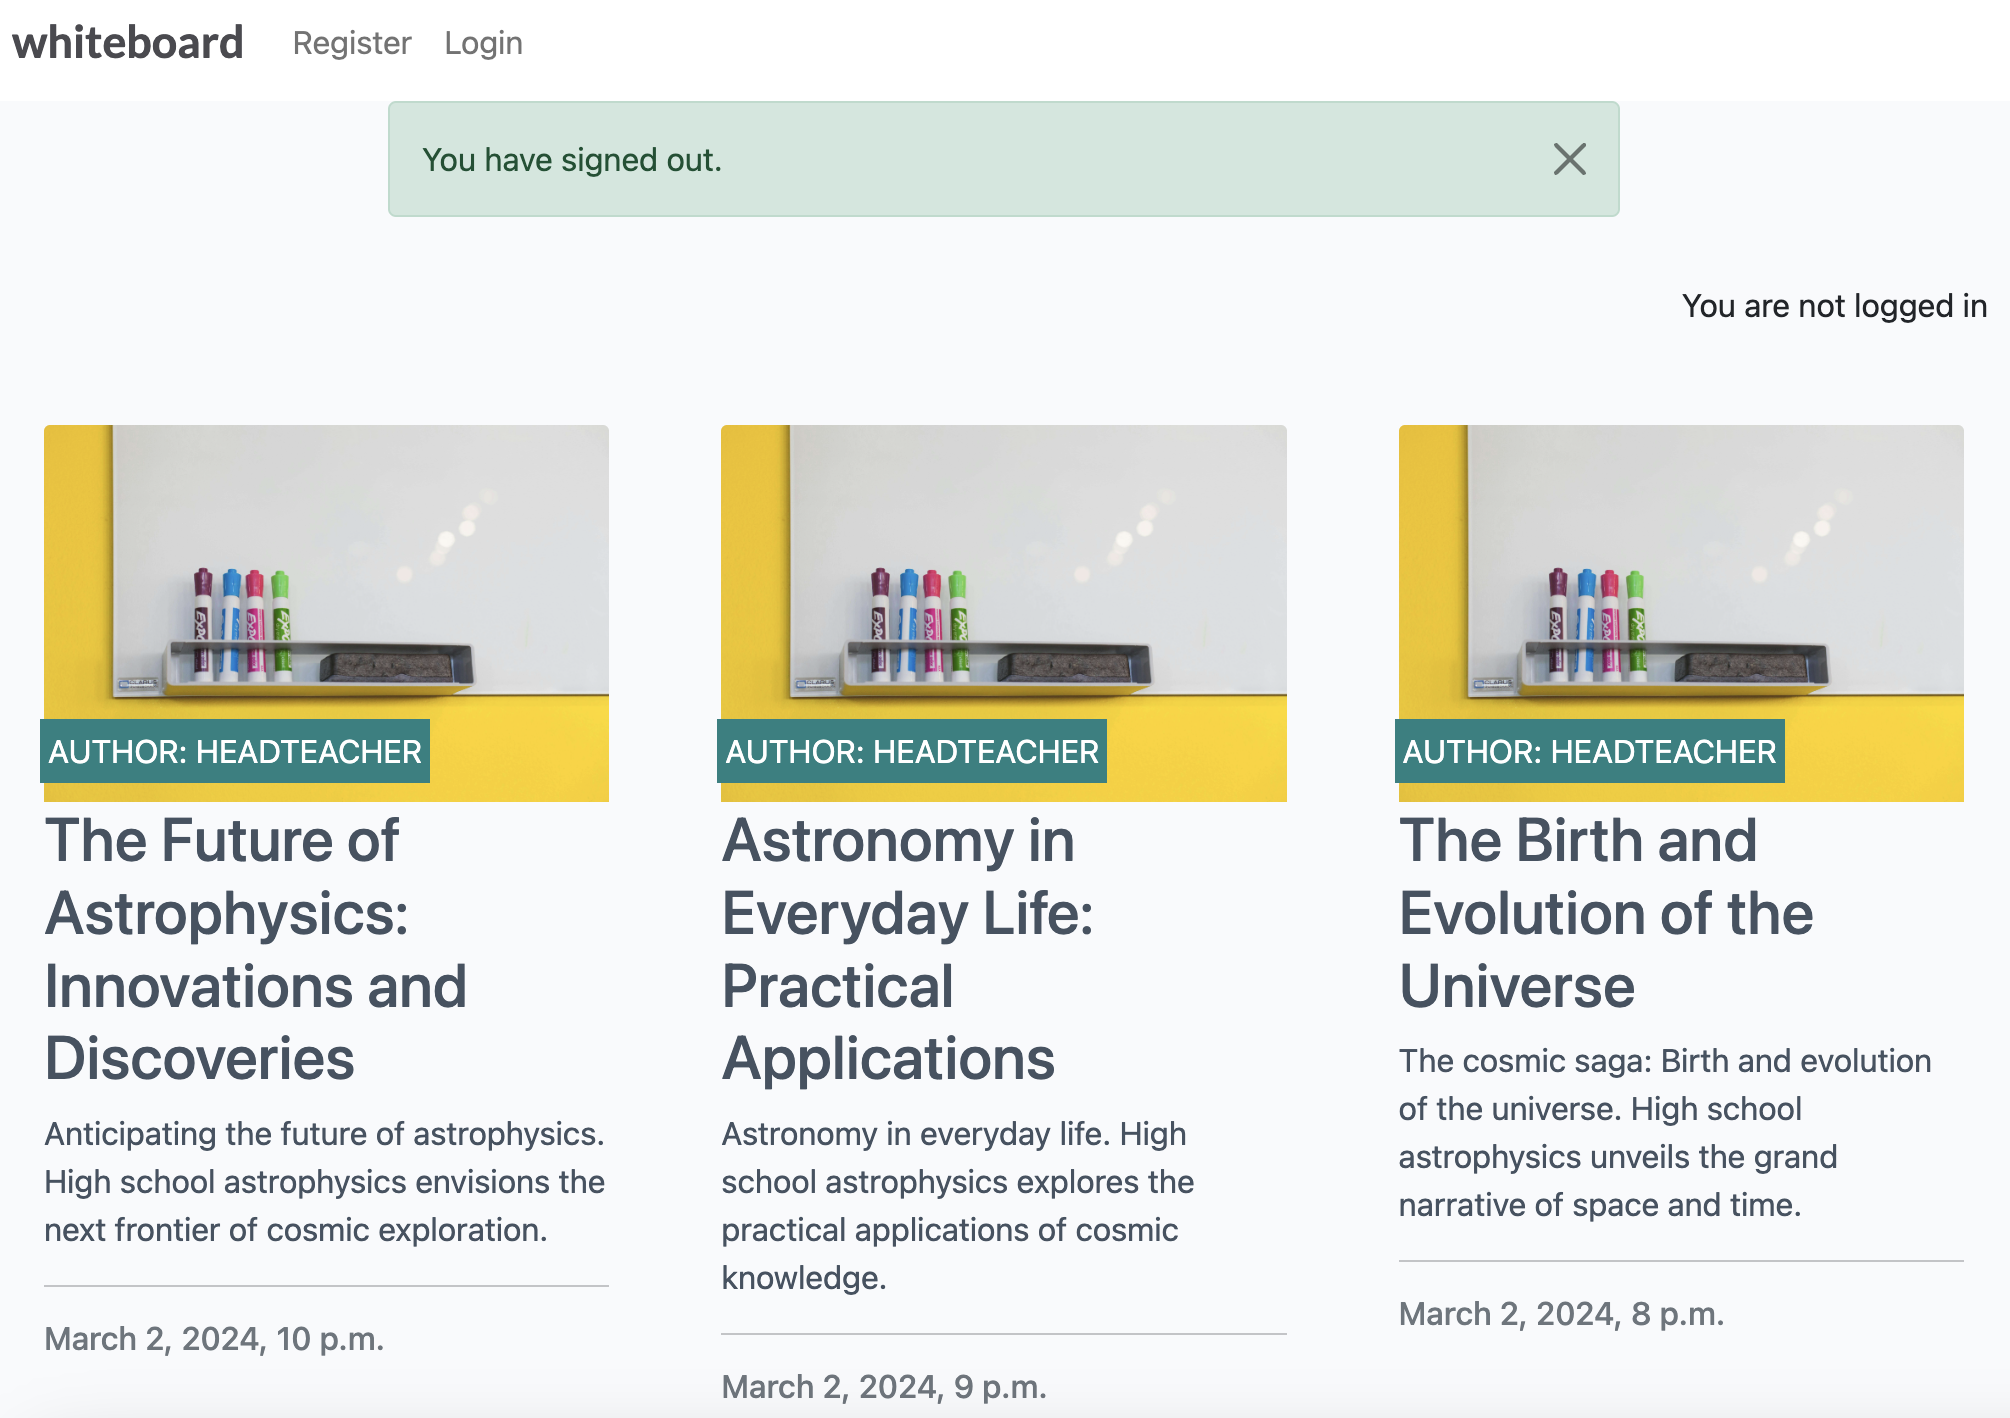 whiteboard Register Login
You have signed out.
You are not logged in
AUTHOR: HEADTEACHER
The Future of
Astrophysics:
Innovations and
Discoveries
Anticipating the future of astrophysics.
High school astrophysics envisions the
next frontier of cosmic exploration.
March 2, 2024, 10 p.m.
AUTHOR: HEADTEACHER
Astronomy in
Everyday Life:
Practical
Applications
Astronomy in everyday life. High
school astrophysics explores the
practical applications of cosmic
knowledge.
March 2, 2024, 9 p.m.
AUTHOR: HEADTEACHER
The Birth and
Evolution of the
Universe
The cosmic saga: Birth and evolution
of the universe. High school
astrophysics unveils the grand
narrative of space and time.
March 2, 2024, 8 p.m.